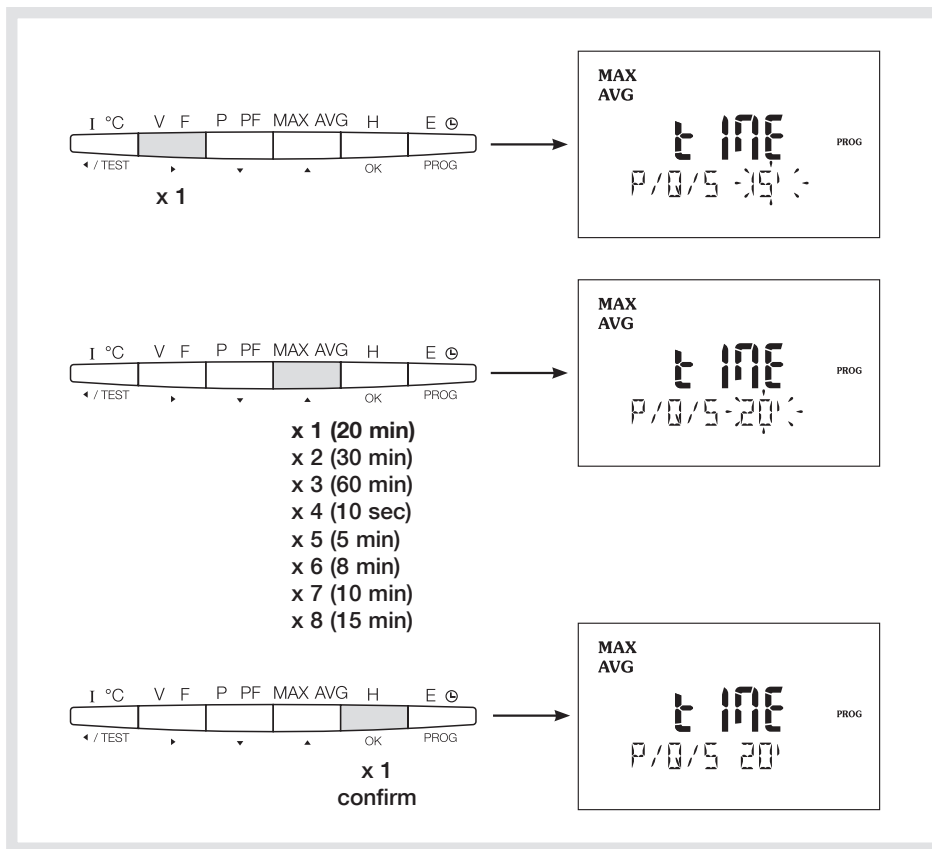 MAX
AVG
I °C V F P PF MAX AVG H E
tIME
PROG
/ TEST OK PROG
P/Q/S 15'
x 1
MAX
AVG
I °C V F P PF MAX AVG H E
tIME
PROG
/ TEST OK PROG
P/Q/S 20'
x 1 (20 min)
x 2 (30 min)
x 3 (60 min)
x 4 (10 sec)
x 5 (5 min)
x 6 (8 min)
x 7 (10 min)
x 8 (15 min)
MAX
AVG
I °C V F P PF MAX AVG H E
tIME
PROG
/ TEST OK PROG
P/Q/S 20'
x 1
confirm